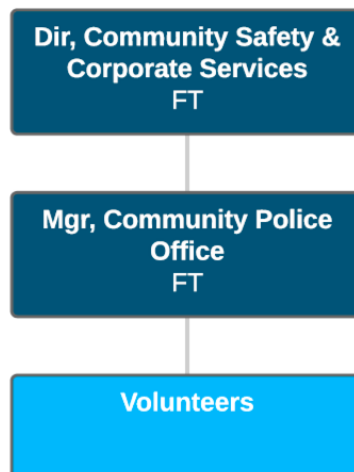 Dir, Community Safety &
Corporate Services
FT
Mgr, Community Police
Office
FT
Volunteers